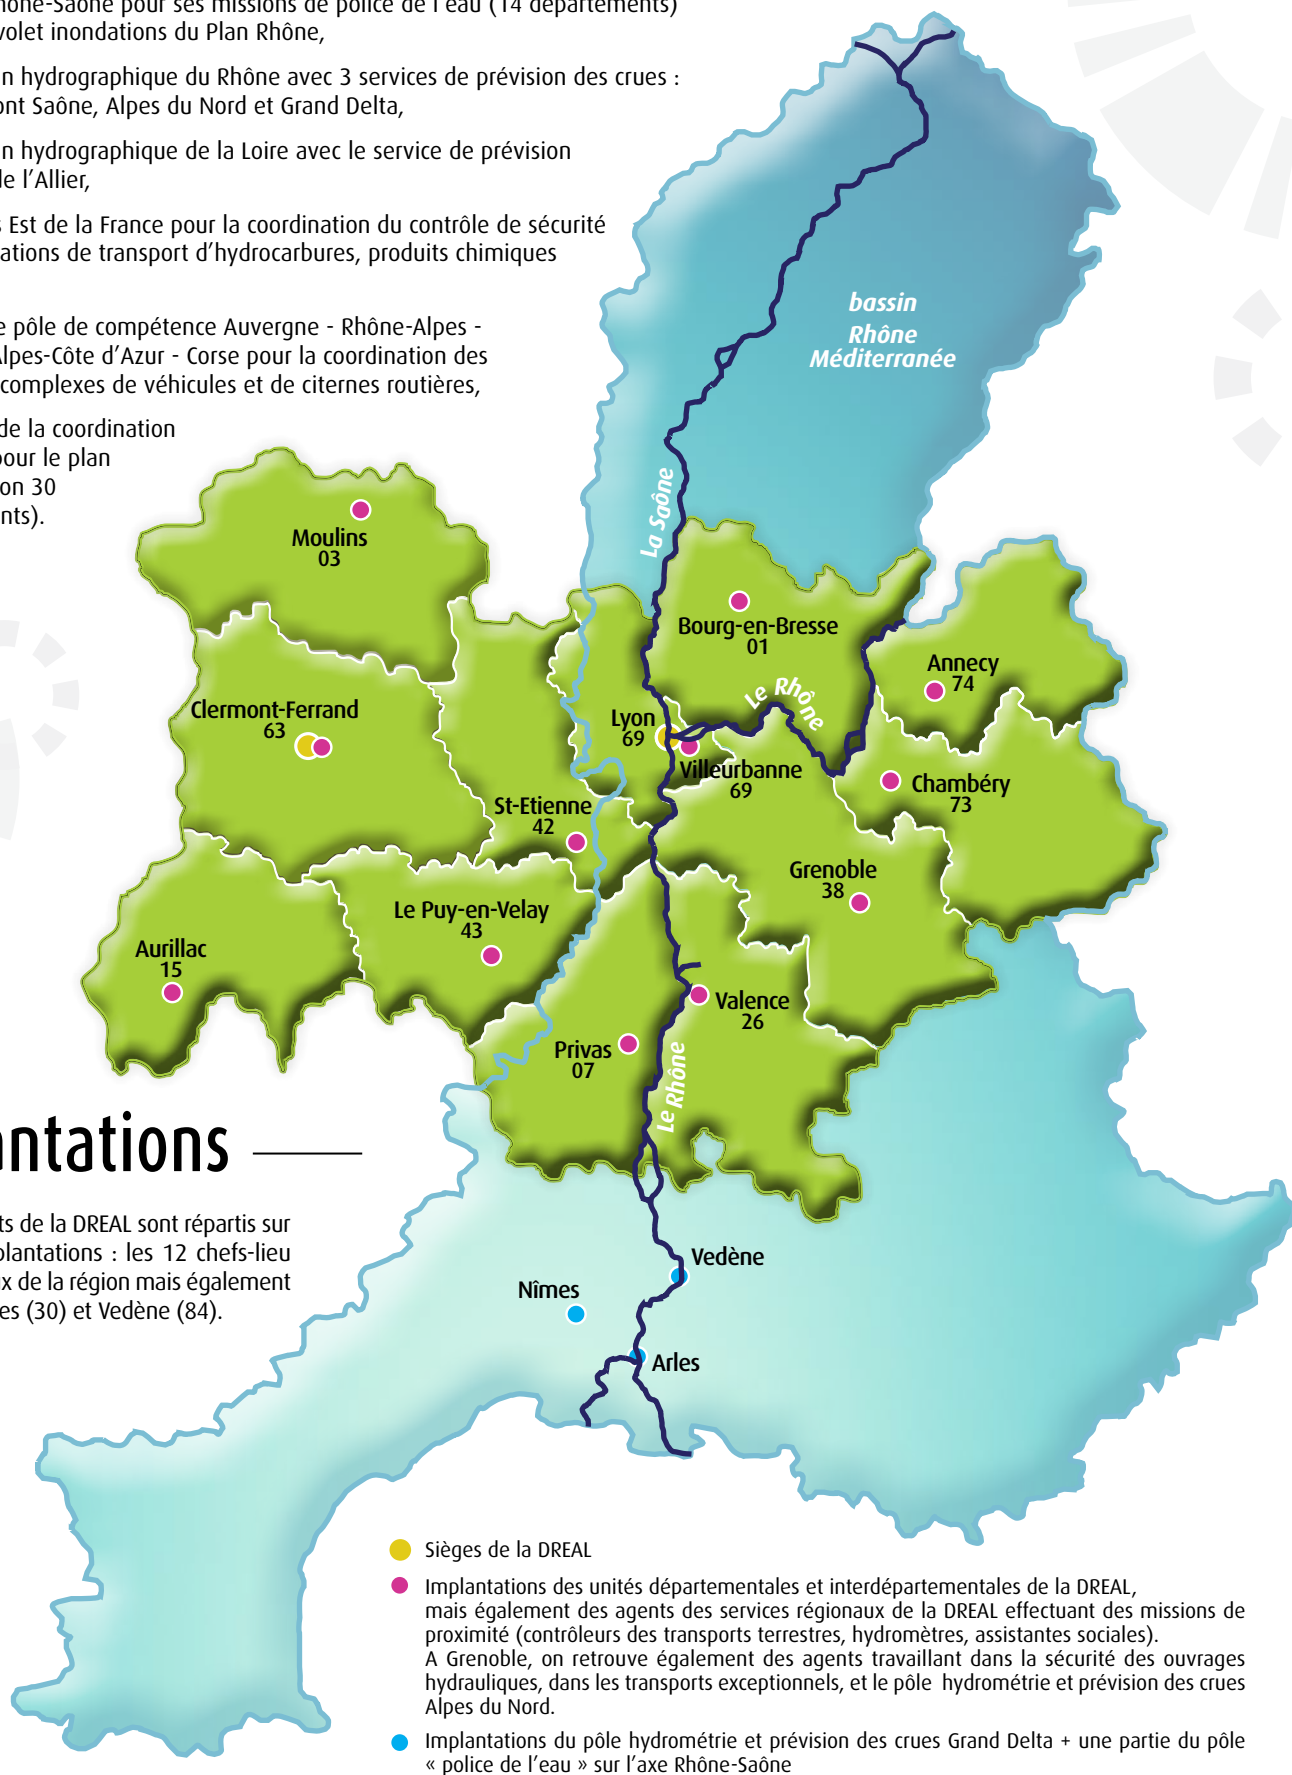 hône-Saône pour ses missions de police de l'eau (14 départements)
volet inondations du Plan Rhône,
n hydrographique du Rhône avec 3 services de prévision des crues :
ont Saône, Alpes du Nord et Grand Delta,
n hydrographique de la Loire avec le service de prévision
de l'Allier,
s Est de la France pour la coordination du contrôle de sécurité
ations de transport d'hydrocarbures, produits chimiques
e pôle de compétence Auvergne - Rhône-Alpes -
Alpes-Côte d'Azur - Corse pour la coordination des
complexes de véhicules et de citernes routières,
de la coordination
pour le plan
on 30
nts).
bassin
Rhône
Méditerranée
La Saône
Moulins
03
Bourg-en-Bresse
01
Annecy
74
Clermont-Ferrand
63
Le Rhône
Lyon
69
Villeurbanne
69
Chambéry
73
St-Etienne
42
Grenoble
38
Le Puy-en-Velay
43
Aurillac
15
Valence
26
Privas
07
Le Rhône
antations
ts de la DREAL sont répartis sur
plantations : les 12 chefs-lieu
ux de la région mais également
es (30) et Vedène (84).
Vedène
Nîmes
Arles
Sièges de la DREAL
Implantations des unités départementales et interdépartementales de la DREAL,
mais également des agents des services régionaux de la DREAL effectuant des missions de
proximité (contrôleurs des transports terrestres, hydromètres, assistantes sociales).
A Grenoble, on retrouve également des agents travaillant dans la sécurité des ouvrages
hydrauliques, dans les transports exceptionnels, et le pôle hydrométrie et prévision des crues
Alpes du Nord.
Implantations du pôle hydrométrie et prévision des crues Grand Delta + une partie du pôle
« police de l'eau » sur l'axe Rhône-Saône